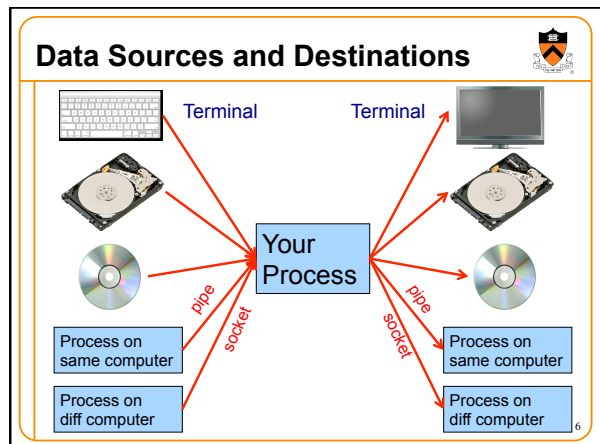 Data Sources and Destinations
Terminal
Terminal
Your
Process
pipe
socket
pipe
socket
Process on
same computer
Process on
same computer
Process on
diff computer
Process on
diff computer
6